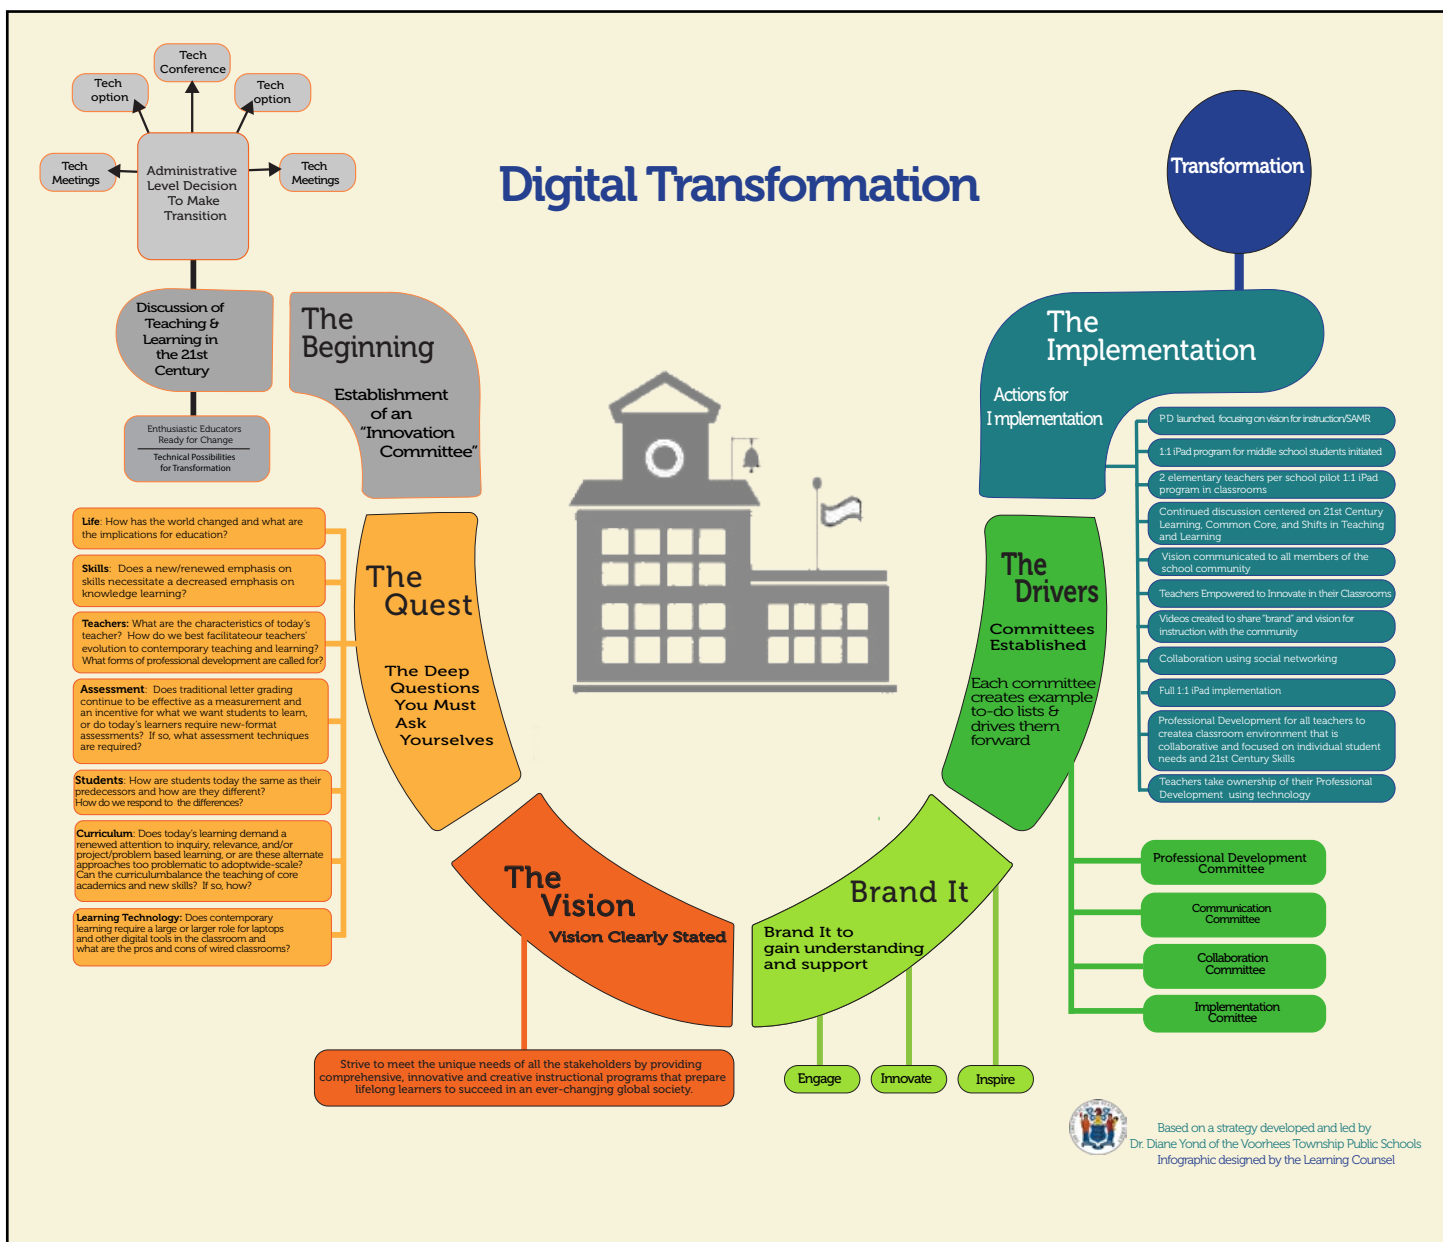 Tech
Conference
Tech
option
Tech
option
Tech
Meetings
Tech
Meetings
Administrative
Level Decision
To Make
Transition
Digital Transformation
Transformation
Discussion of
Teaching &
Learning in
the 21st
Century
Enthusiastic Educators
Ready for Change
Technical Possibilities
for Transformation
The
Beginning
Establishment
of an
"Innovation
Committee"
Life: How has the world changed and what are
the implications for education?
Skills: Does a new/renewed emphasis on
skills necessitate a decreased emphasis on
knowledge learning?
Teachers: What are the characteristics of today's
teacher? How do we best facilitateour teachers'
evolution to contemporary teaching and learning?
What forms of professional development are called for?
Assessment: Does traditional letter grading
continue to be effective as a measurement and
an incentive for what we want students to learn,
or do today's learners require new-format
assessments? If so, what assessment techniques
are required?
Students: How are students today the same as their
predecessors and how are they different?
How do we respond to the differences?
Curriculum: Does today's learning demand a
renewed attention to inquiry, relevance, and/or
project/problem based learning, or are these alternate
approaches too problematic to adoptwide-scale?
Can the curriculumbalance the teaching of core
academics and new skills? If so, how?
Learning Technology: Does contemporary
learning require a large or larger role for laptops
and other digital tools in the classroom and
what are the pros and cons of wired classrooms?
The
Quest
The Deep
Questions
You Must
Ask
Yourselves
The
Vision
Vision Clearly Stated
Strive to meet the unique needs of all the stakeholders by providing
comprehensive, innovative and creative instructional programs that prepare
lifelong learners to succeed in an ever-changing global society.
Brand It
Brand It to
gain understanding
and support
Engage
Innovate
Inspire
The
Drivers
Committees
Established
Each committee
creates example
to-do lists &
drives them
forward
Professional Development
Committee
Communication
Committee
Collaboration
Committee
Implementation
Comittee
The
Implementation
Actions for
Implementation
PD launched, focusing on vision for instruction/SAMR
1:1 iPad program for middle school students initiated
2 elementary teachers per school pilot 1:1 iPad
program in classrooms
Continued discussion centered on 21st Century
Learning, Common Core, and Shifts in Teaching
and Learning
Vision communicated to all members of the
school community
Teachers Empowered to Innovate in their Classrooms
Videos created to share "brand" and vision for
instruction with the community
Collaboration using social networking
Full 1:1 iPad implementation
Professional Development for all teachers to
createa classroom environment that is
collaborative and focused on individual student
needs and 21st Century Skills
Teachers take ownership of their Professional
Development using technology
Based on a strategy developed and led by
Dr. Diane Yond of the Voorhees Township Public Schools
Infographic designed by the Learning Counsel